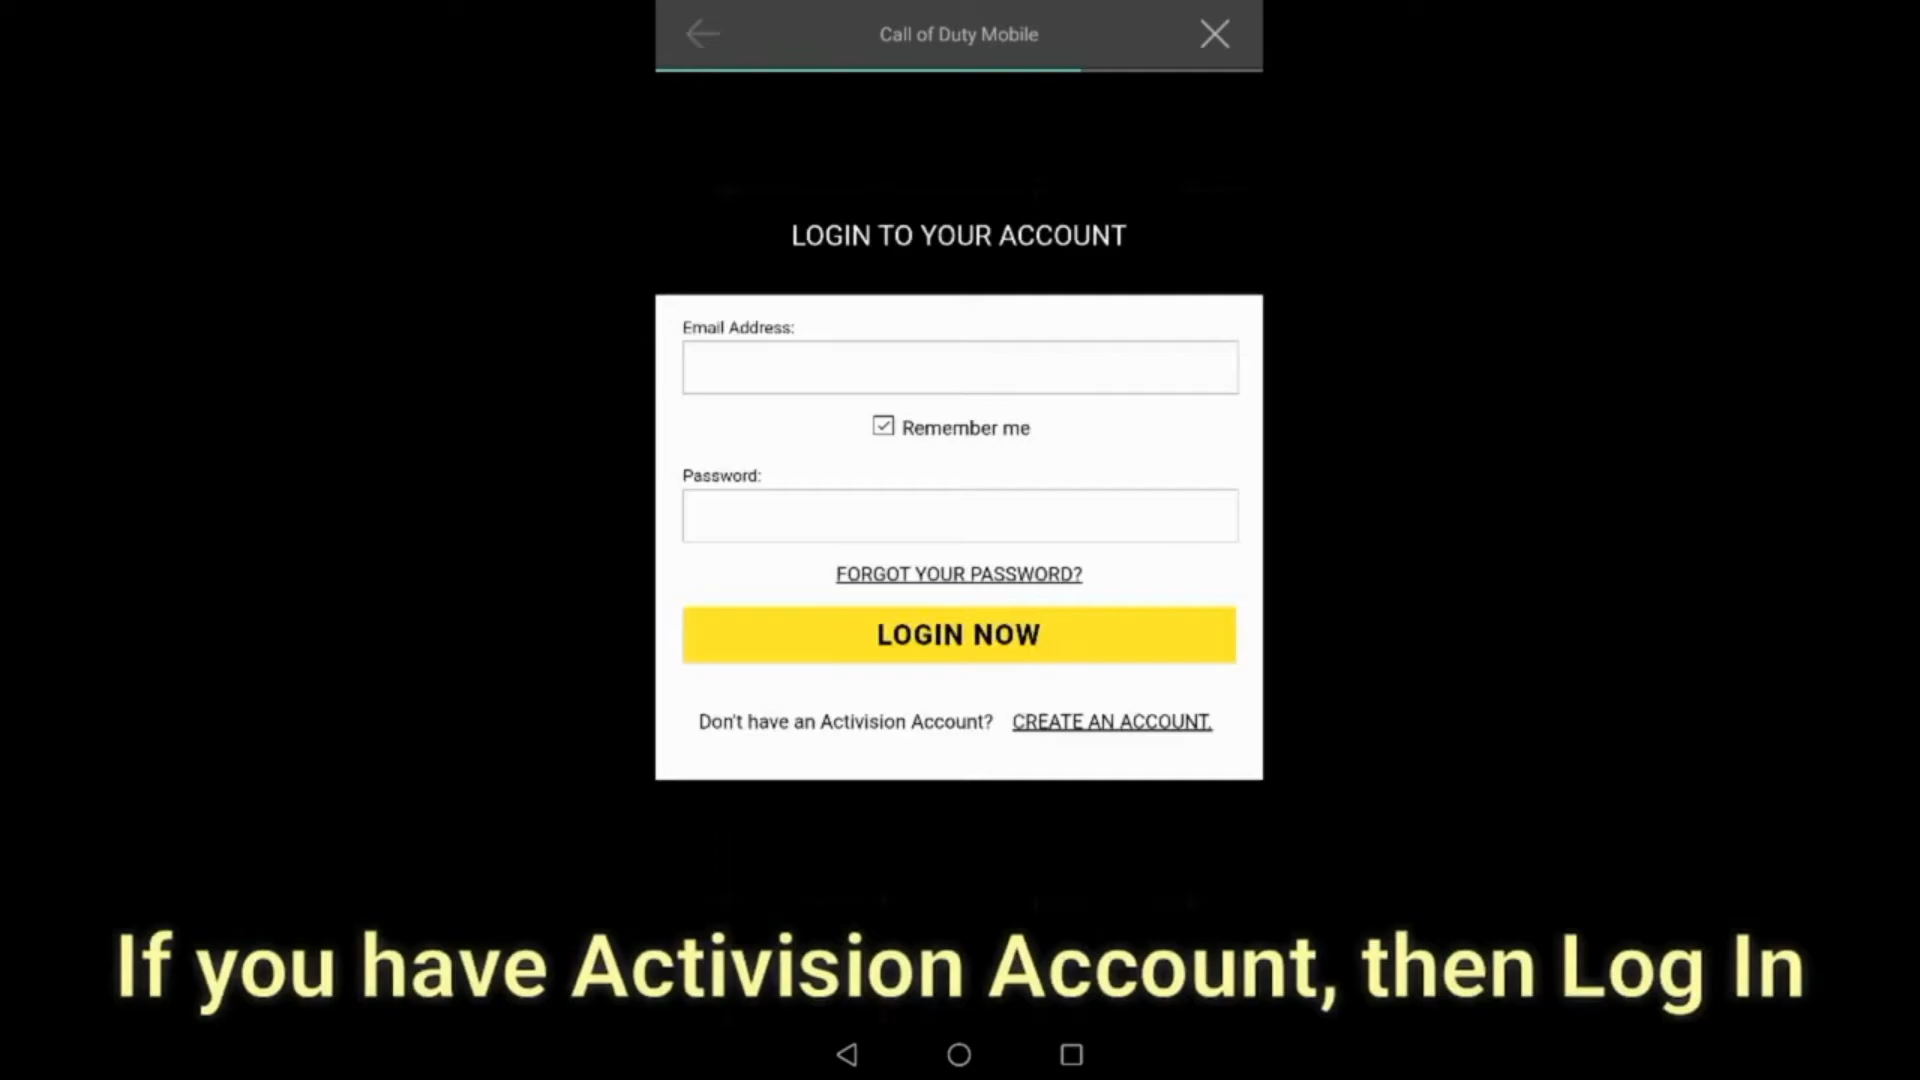 Call of Duty Mobile
LOGIN TO YOUR ACCOUNT
Email Address:
Remember me
Password:
FORGOT YOUR PASSWORD?
LOGIN NOW
Don't have an Activision Account? CREATE AN ACCOUNT.
If you have Activision Account, then Log In